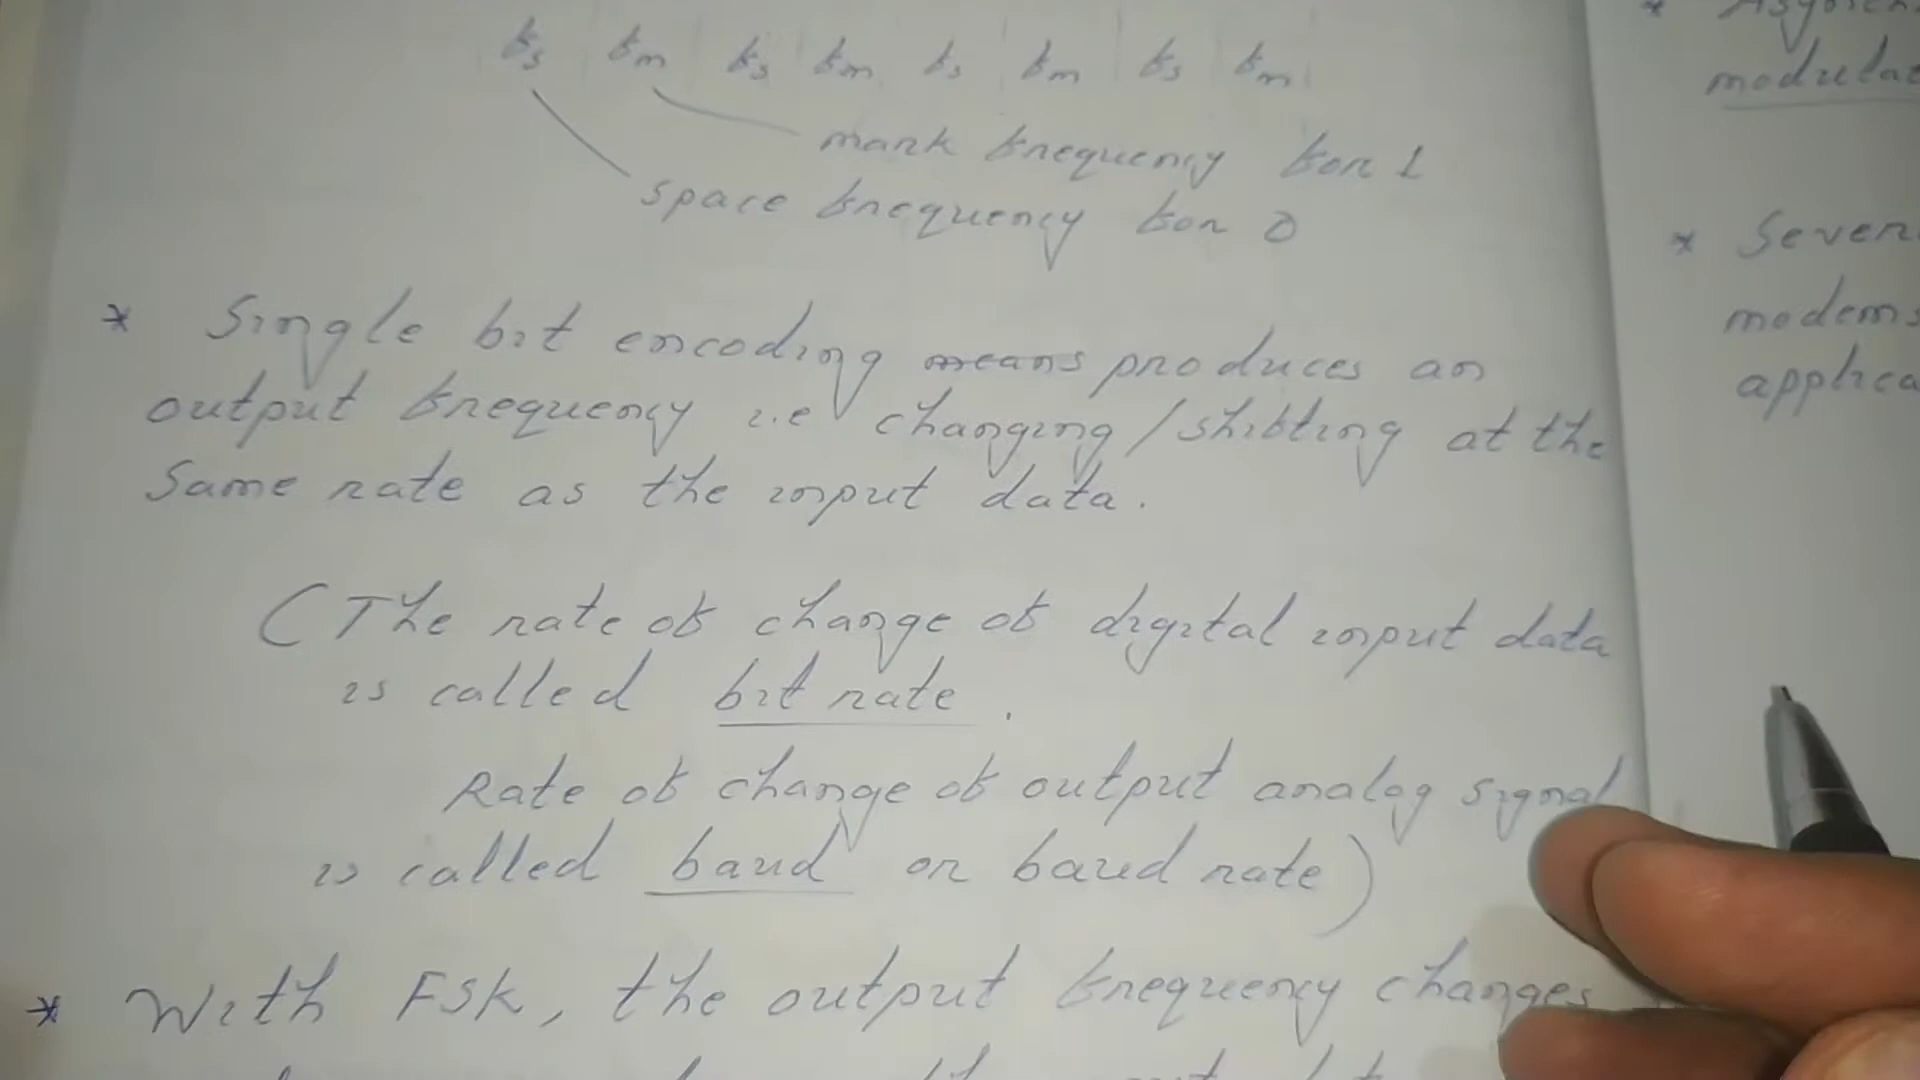 fs fm fs fm fs fm fs fm
mark frequency for 1
space frequency for 0
* Single bit encoding means produces an
output frequency i.e changing/shifting at the
same rate as the input data.
(The rate of change of digital input data
is called bit rate.
Rate of change of output analog signal
is called baud or baud rate)
* With FSK, the output frequency changes
*
modulat
* Sever
modems
applica